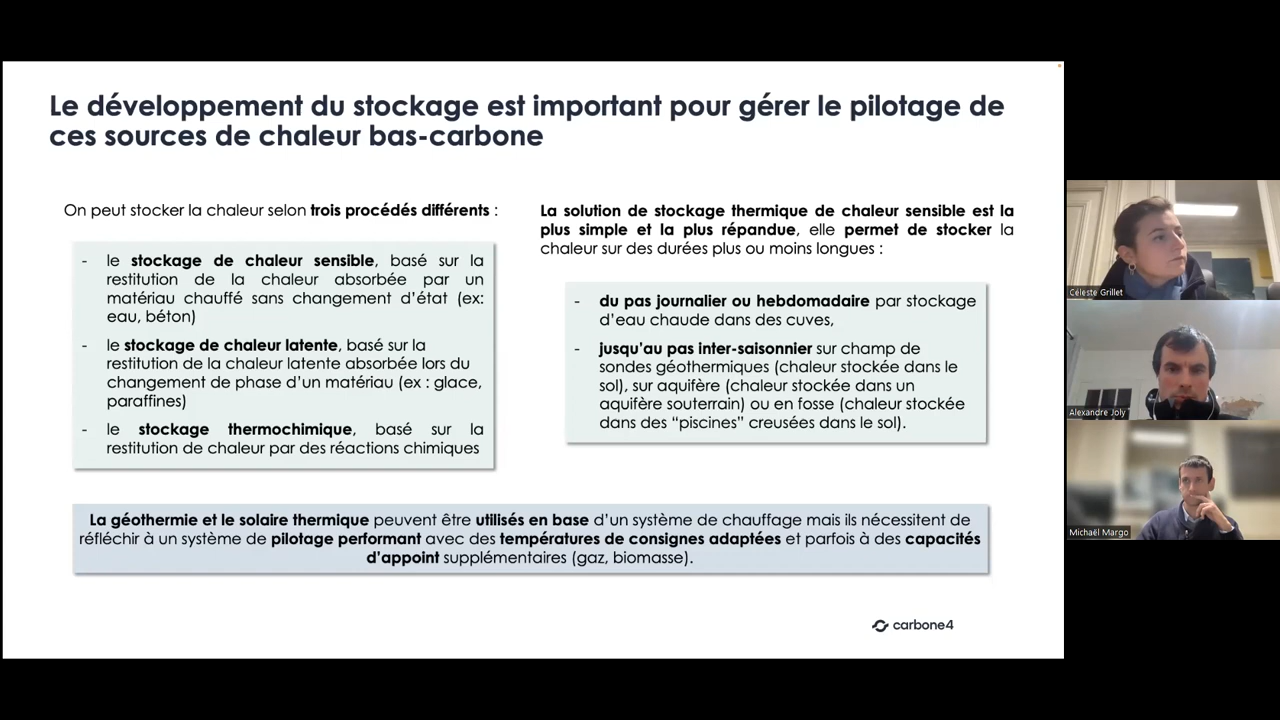 Le développement du stockage est important pour gérer le pilotage de
ces sources de chaleur bas-carbone
On peut stocker la chaleur selon trois procédés différents :
- le stockage de chaleur sensible, basé sur la
restitution de la chaleur absorbée par un
matériau chauffé sans changement d'état (ex:
eau, béton)
- le stockage de chaleur latente, basé sur la
restitution de la chaleur latente absorbée lors du
changement de phase d'un matériau (ex : glace,
paraffines)
- le stockage thermochimique, basé sur la
restitution de chaleur par des réactions chimiques
La solution de stockage thermique de chaleur sensible est la
plus simple et la plus répandue, elle permet de stocker la
chaleur sur des durées plus ou moins longues :
- du pas journalier ou hebdomadaire par stockage
d'eau chaude dans des cuves,
- jusqu'au pas inter-saisonnier sur champ de
sondes géothermiques (chaleur stockée dans le
sol), sur aquifère (chaleur stockée dans un
aquifère souterrain) ou en fosse (chaleur stockée
dans des "piscines" creusées dans le sol).
La géothermie et le solaire thermique peuvent être utilisés en base d'un système de chauffage mais ils nécessitent de
réfléchir à un système de pilotage performant avec des températures de consignes adaptées et parfois à des capacités
d'appoint supplémentaires (gaz, biomasse).
carbone4
Céleste Grillet
Alexandre Joly
Michaël Margo